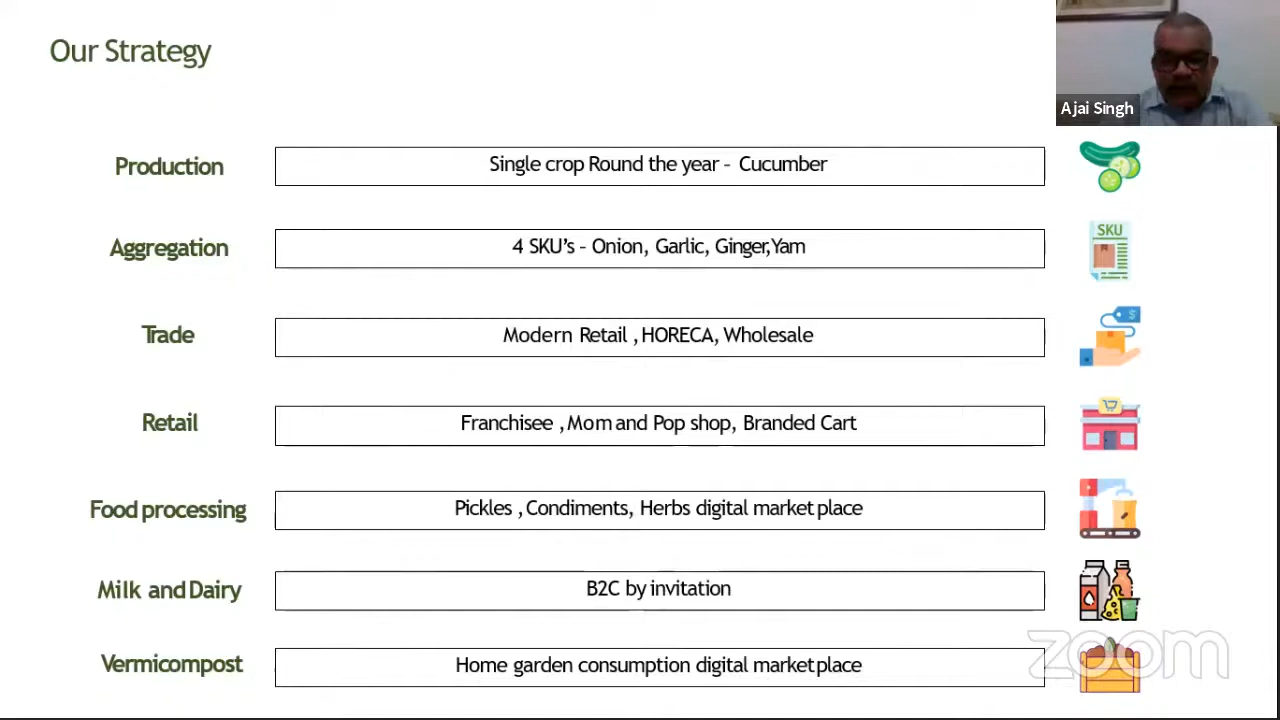 Our Strategy
Ajai Singh
Production
Single crop Round the year – Cucumber
Aggregation
4 SKU's – Onion, Garlic, Ginger,Yam
SKU
Trade
Modern Retail ,HORECA, Wholesale
$
Retail
Franchisee ,Mom and Pop shop, Branded Cart
Food processing
Pickles ,Condiments, Herbs digital market place
Milk and Dairy
B2C by invitation
Vermicompost
Home garden consumption digital market place
zoom